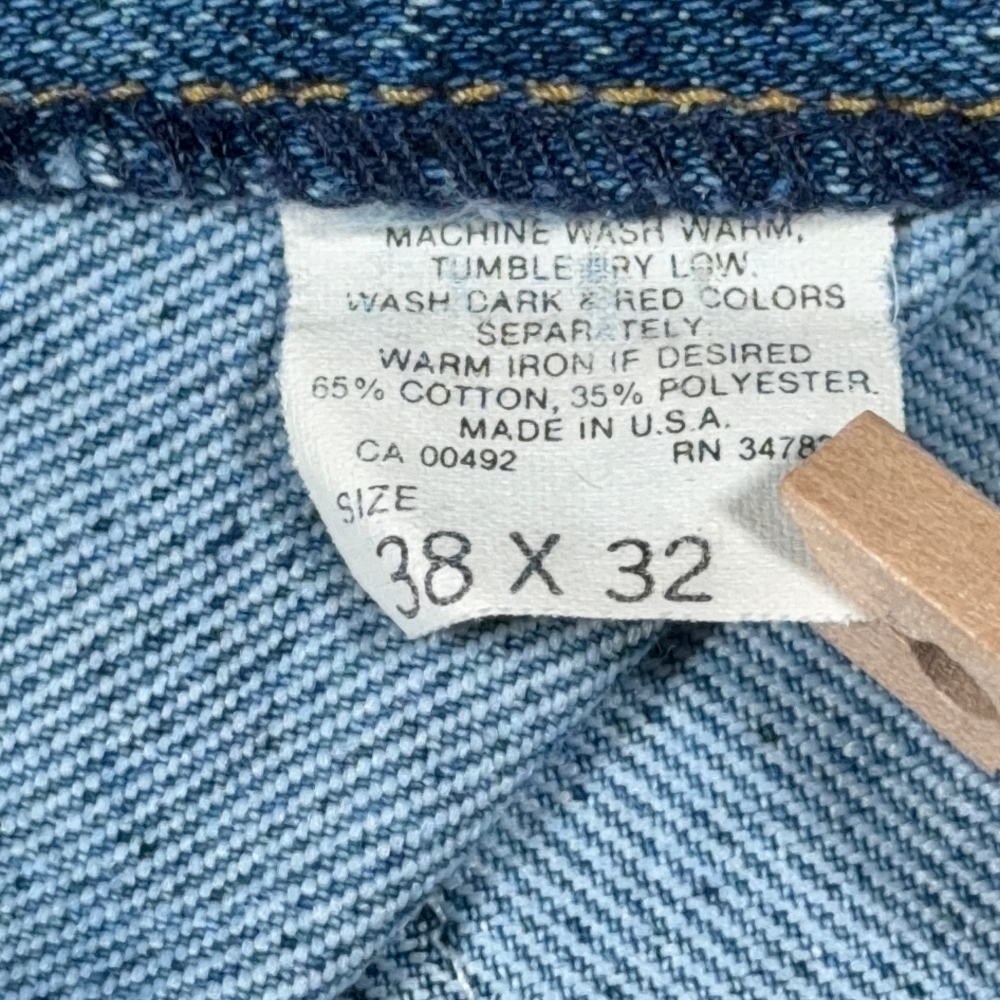 MACHINE WASH WARM,
TUMBLE DRY LOW.
WASH DARK & RED COLORS
SEPARATELY
WARM IRON IF DESIRED
65% COTTON, 35% POLYESTER.
MADE IN U.S.A.
CA 00492 RN
SIZE
38 X 32